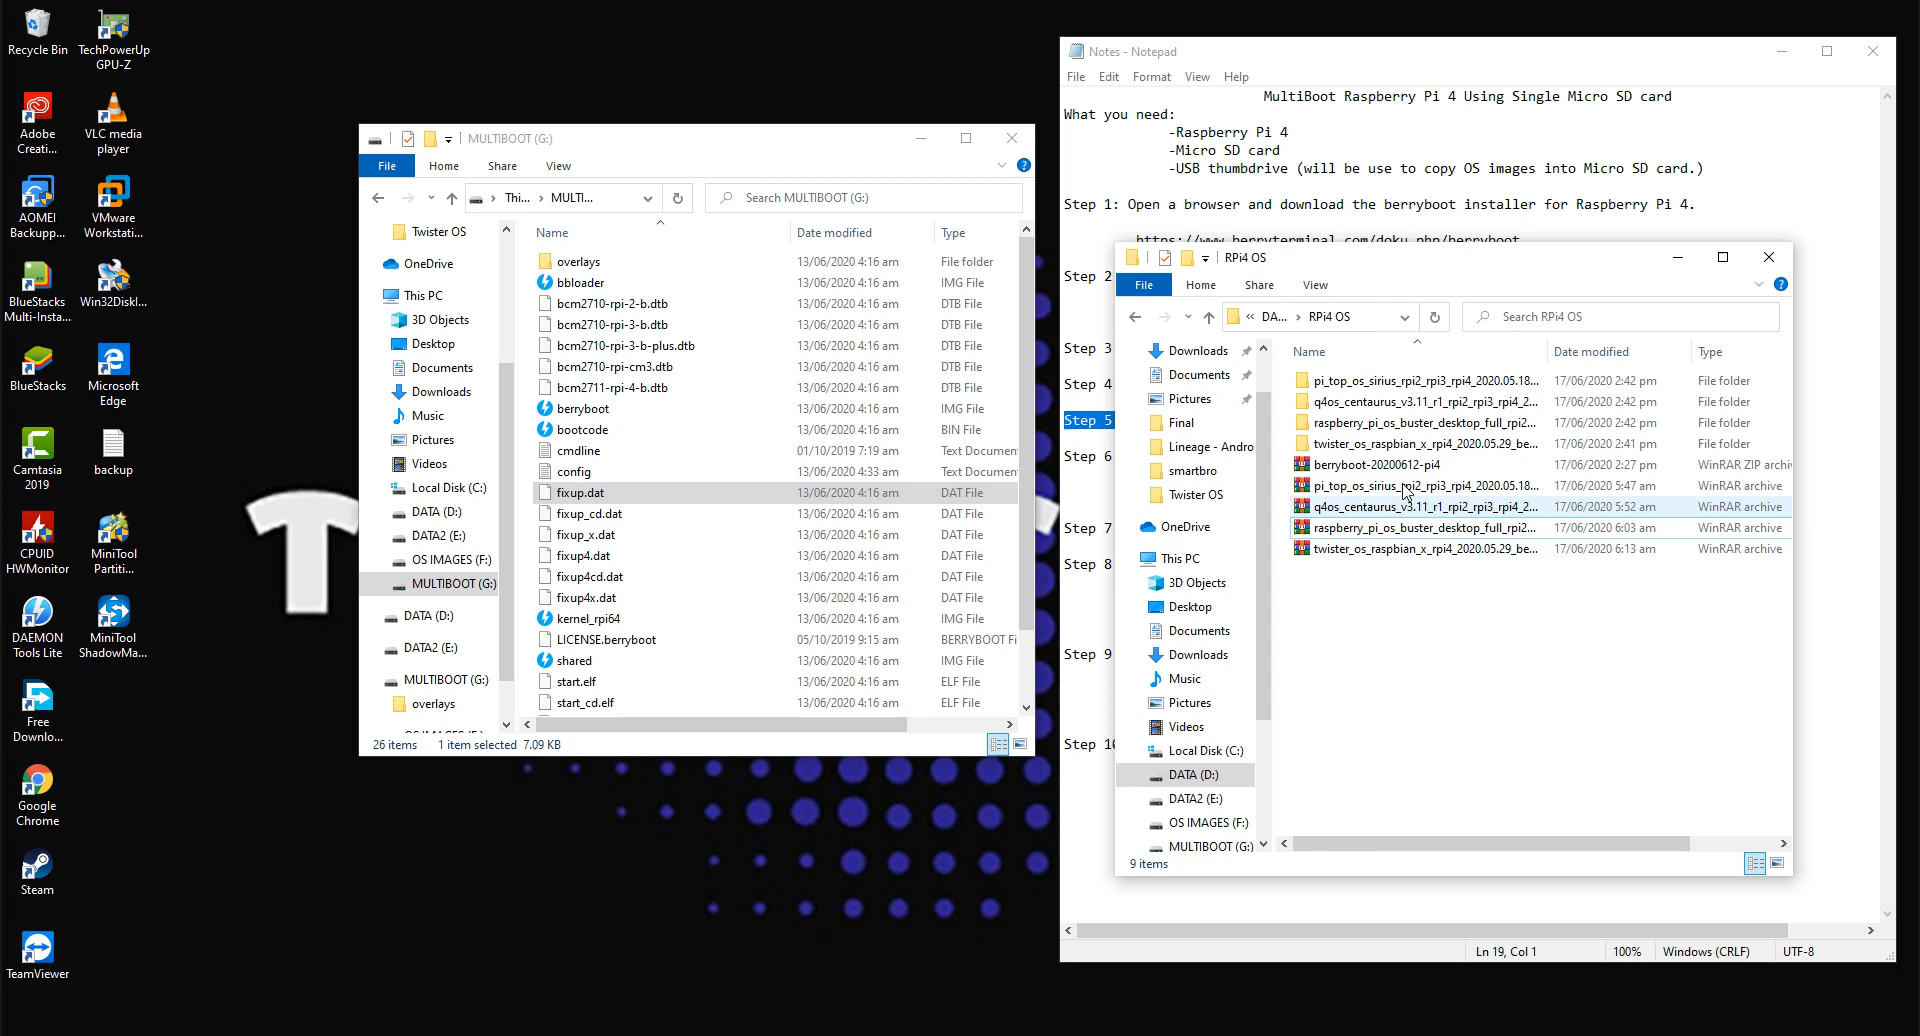 Recycle Bin
TechPowerUp
GPU-Z
Adobe
Creati...
VLC media
player
AOMEI
Backupp...
VMware
Workstati...
BlueStacks
Multi-Insta...
Win32DiskI...
BlueStacks
Microsoft
Edge
Camtasia
2019
backup
CPUID
HWMonitor
MiniTool
Partiti...
DAEMON
Tools Lite
MiniTool
ShadowMa...
Free
Downlo...
Google
Chrome
Steam
TeamViewer
T
MULTIBOOT (G:)
File Home Share View
Thi... > MULTI...
Search MULTIBOOT (G:)
Twister OS
OneDrive
This PC
3D Objects
Desktop
Documents
Downloads
Music
Pictures
Videos
Local Disk (C:)
DATA (D:)
DATA2 (E:)
OS IMAGES (F:)
MULTIBOOT (G:)
DATA (D:)
DATA2 (E:)
MULTIBOOT (G:)
overlays
Name Date modified Type
overlays 13/06/2020 4:16 am File folder
bbloader 13/06/2020 4:16 am IMG File
bcm2710-rpi-2-b.dtb 13/06/2020 4:16 am DTB File
bcm2710-rpi-3-b.dtb 13/06/2020 4:16 am DTB File
bcm2710-rpi-3-b-plus.dtb 13/06/2020 4:16 am DTB File
bcm2710-rpi-cm3.dtb 13/06/2020 4:16 am DTB File
bcm2711-rpi-4-b.dtb 13/06/2020 4:16 am DTB File
berryboot 13/06/2020 4:16 am IMG File
bootcode 13/06/2020 4:16 am BIN File
cmdline 01/10/2019 7:19 am Text Documen
config 13/06/2020 4:33 am Text Documen
fixup.dat 13/06/2020 4:16 am DAT File
fixup_cd.dat 13/06/2020 4:16 am DAT File
fixup_x.dat 13/06/2020 4:16 am DAT File
fixup4.dat 13/06/2020 4:16 am DAT File
fixup4cd.dat 13/06/2020 4:16 am DAT File
fixup4x.dat 13/06/2020 4:16 am DAT File
kernel_rpi64 13/06/2020 4:16 am IMG File
LICENSE.berryboot 05/10/2019 9:15 am BERRYBOOT Fi
shared 13/06/2020 4:16 am IMG File
start.elf 13/06/2020 4:16 am ELF File
start_cd.elf 13/06/2020 4:16 am ELF File
26 items 1 item selected 7.09 KB
Notes - Notepad
File Edit Format View Help
MultiBoot Raspberry Pi 4 Using Single Micro SD card
What you need:
-Raspberry Pi 4
-Micro SD card
-USB thumbdrive (will be use to copy OS images into Micro SD card.)
Step 1: Open a browser and download the berryboot installer for Raspberry Pi 4.
https://www.berryterminal.com/doku.php/berryboot
Step 2
Step 3
Step 4
Step 5
Step 6
Step 7
Step 8
Step 9
Step 10
Ln 19, Col 1 100% Windows (CRLF) UTF-8
RPi4 OS
File Home Share View
« DA... > RPi4 OS
Search RPi4 OS
Downloads
Documents
Pictures
Final
Lineage - Andro
smartbro
Twister OS
OneDrive
This PC
3D Objects
Desktop
Documents
Downloads
Music
Pictures
Videos
Local Disk (C:)
DATA (D:)
DATA2 (E:)
OS IMAGES (F:)
MULTIBOOT (G:)
Name Date modified Type
pi_top_os_sirius_rpi2_rpi3_rpi4_2020.05.18... 17/06/2020 2:42 pm File folder
q4os_centaurus_v3.11_r1_rpi2_rpi3_rpi4_2... 17/06/2020 2:42 pm File folder
raspberry_pi_os_buster_desktop_full_rpi2... 17/06/2020 2:42 pm File folder
twister_os_raspbian_x_rpi4_2020.05.29_be... 17/06/2020 2:41 pm File folder
berryboot-20200612-pi4 17/06/2020 2:27 pm WinRAR ZIP archi
pi_top_os_sirius_rpi2_rpi3_rpi4_2020.05.18... 17/06/2020 5:47 am WinRAR archive
q4os_centaurus_v3.11_r1_rpi2_rpi3_rpi4_2... 17/06/2020 5:52 am WinRAR archive
raspberry_pi_os_buster_desktop_full_rpi2... 17/06/2020 6:03 am WinRAR archive
twister_os_raspbian_x_rpi4_2020.05.29_be... 17/06/2020 6:13 am WinRAR archive
9 items